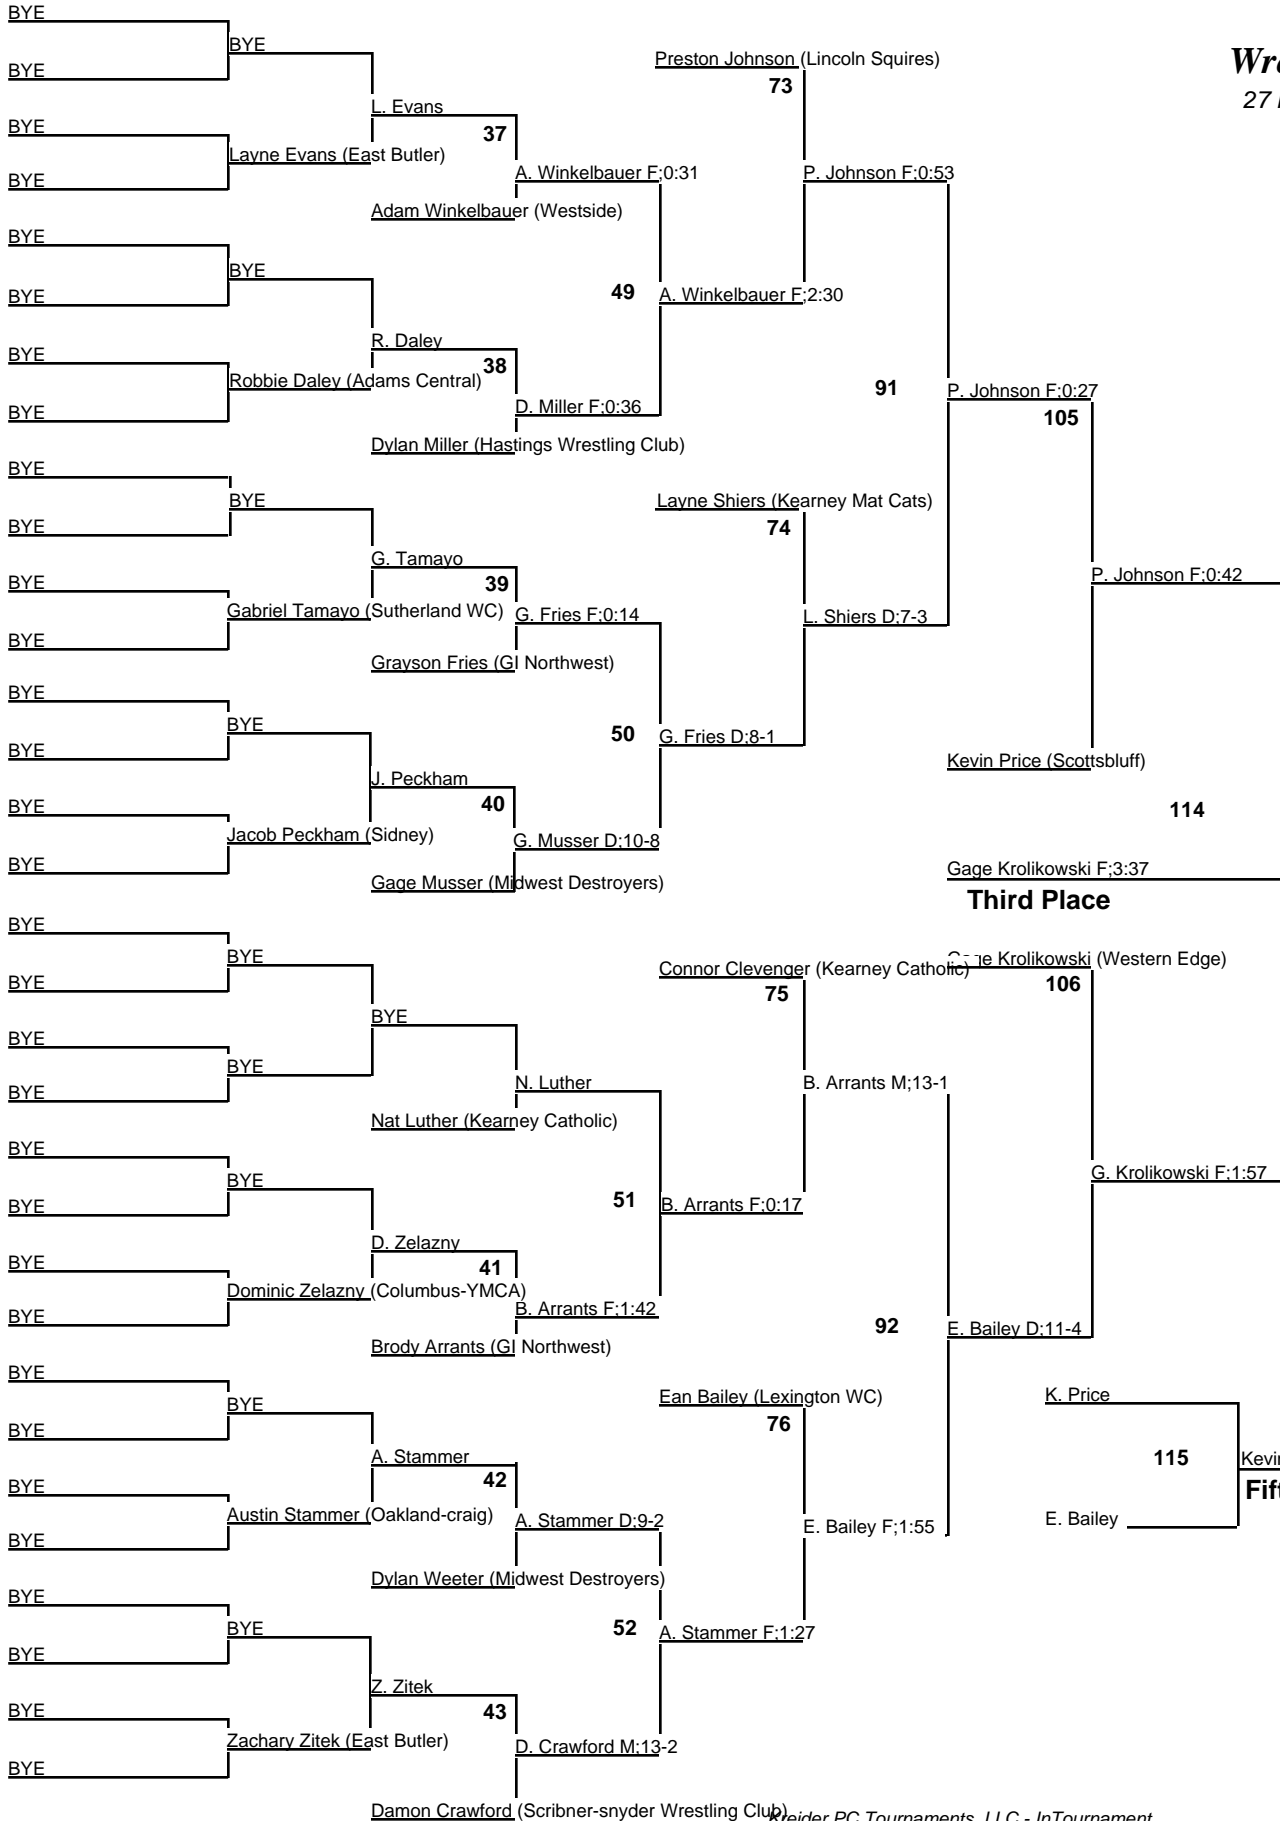 BYE
BYE
BYE
Preston Johnson (Lincoln Squires)
BYE
73
27
L. Evans
BYE
37
Layne Evans (East Butler)
A. Winkelbauer F;0:31
P. Johnson F;0:53
BYE
Adam Winkelbauer (Westside)
BYE
BYE
49
A. Winkelbauer F;2:30
BYE
R. Daley
BYE
38
Robbie Daley (Adams Central)
91
P. Johnson F;0:27
D. Miller F;0:36
BYE
105
Dylan Miller (Hastings Wrestling Club)
BYE
BYE
Layne Shiers (Kearney Mat Cats)
BYE
74
G. Tamayo
P. Johnson F;0:42
BYE
39
Gabriel Tamayo (Sutherland WC)
G. Fries F;0:14
L. Shiers D;7-3
BYE
Grayson Fries (GI Northwest)
BYE
BYE
50
G. Fries D;8-1
BYE
Kevin Price (Scottsbluff)
J. Peckham
BYE
40
114
Jacob Peckham (Sidney)
G. Musser D;10-8
BYE
Gage Krolikowski F;3:37
Gage Musser (Midwest Destroyers)
Third Place
BYE
BYE
Gage Krolikowski (Western Edge)
Connor Clevenger (Kearney Catholic)
BYE
75
106
BYE
BYE
BYE
N. Luther
B. Arrants M;13-1
BYE
Nat Luther (Kearney Catholic)
BYE
BYE
G. Krolikowski F;1:57
BYE
51
B. Arrants F;0:17
D. Zelazny
BYE
41
Dominic Zelazny (Columbus-YMCA)
B. Arrants F;1:42
BYE
92
E. Bailey D;11-4
Brody Arrants (GI Northwest)
BYE
BYE
Ean Bailey (Lexington WC)
K. Price
BYE
76
A. Stammer
115
BYE
42
Austin Stammer (Oakland-craig)
A. Stammer D;9-2
E. Bailey F;1:55
E. Bailey
BYE
Dylan Weeter (Midwest Destroyers)
BYE
BYE
52
A. Stammer F;1:27
BYE
Z. Zitek
BYE
43
Zachary Zitek (East Butler)
D. Crawford M;13-2
BYE
Damon Crawford (Scribner-snyder Wrestling Club)
Kreider PC Tournaments, LLC - InTournament